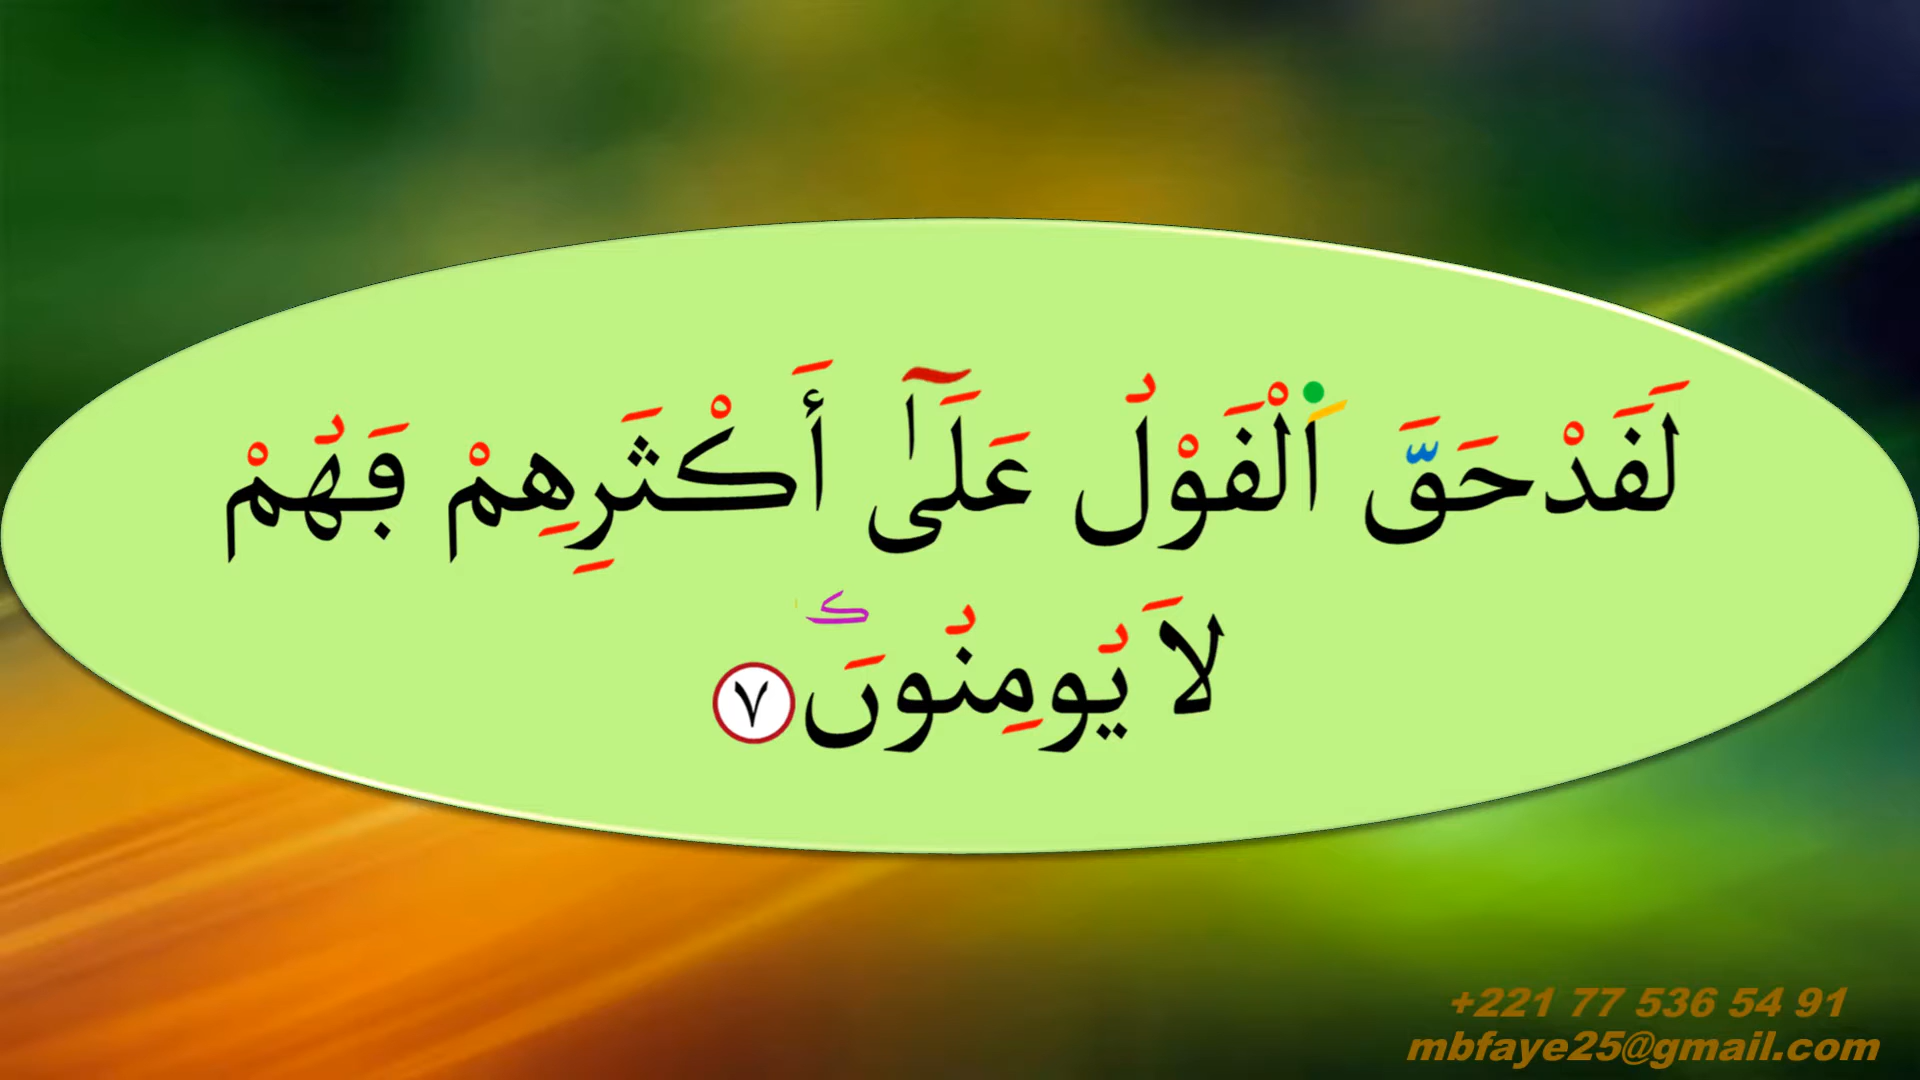 لَفَدْ حَقَّ اَ۬لْفَوْلُ عَلَىٰٓ أَكْثَرِهِمْ فَهُمْ
لَا يُومِنُونَۖ ٧
+221 77 536 54 91
mbfaye25@gmail.com